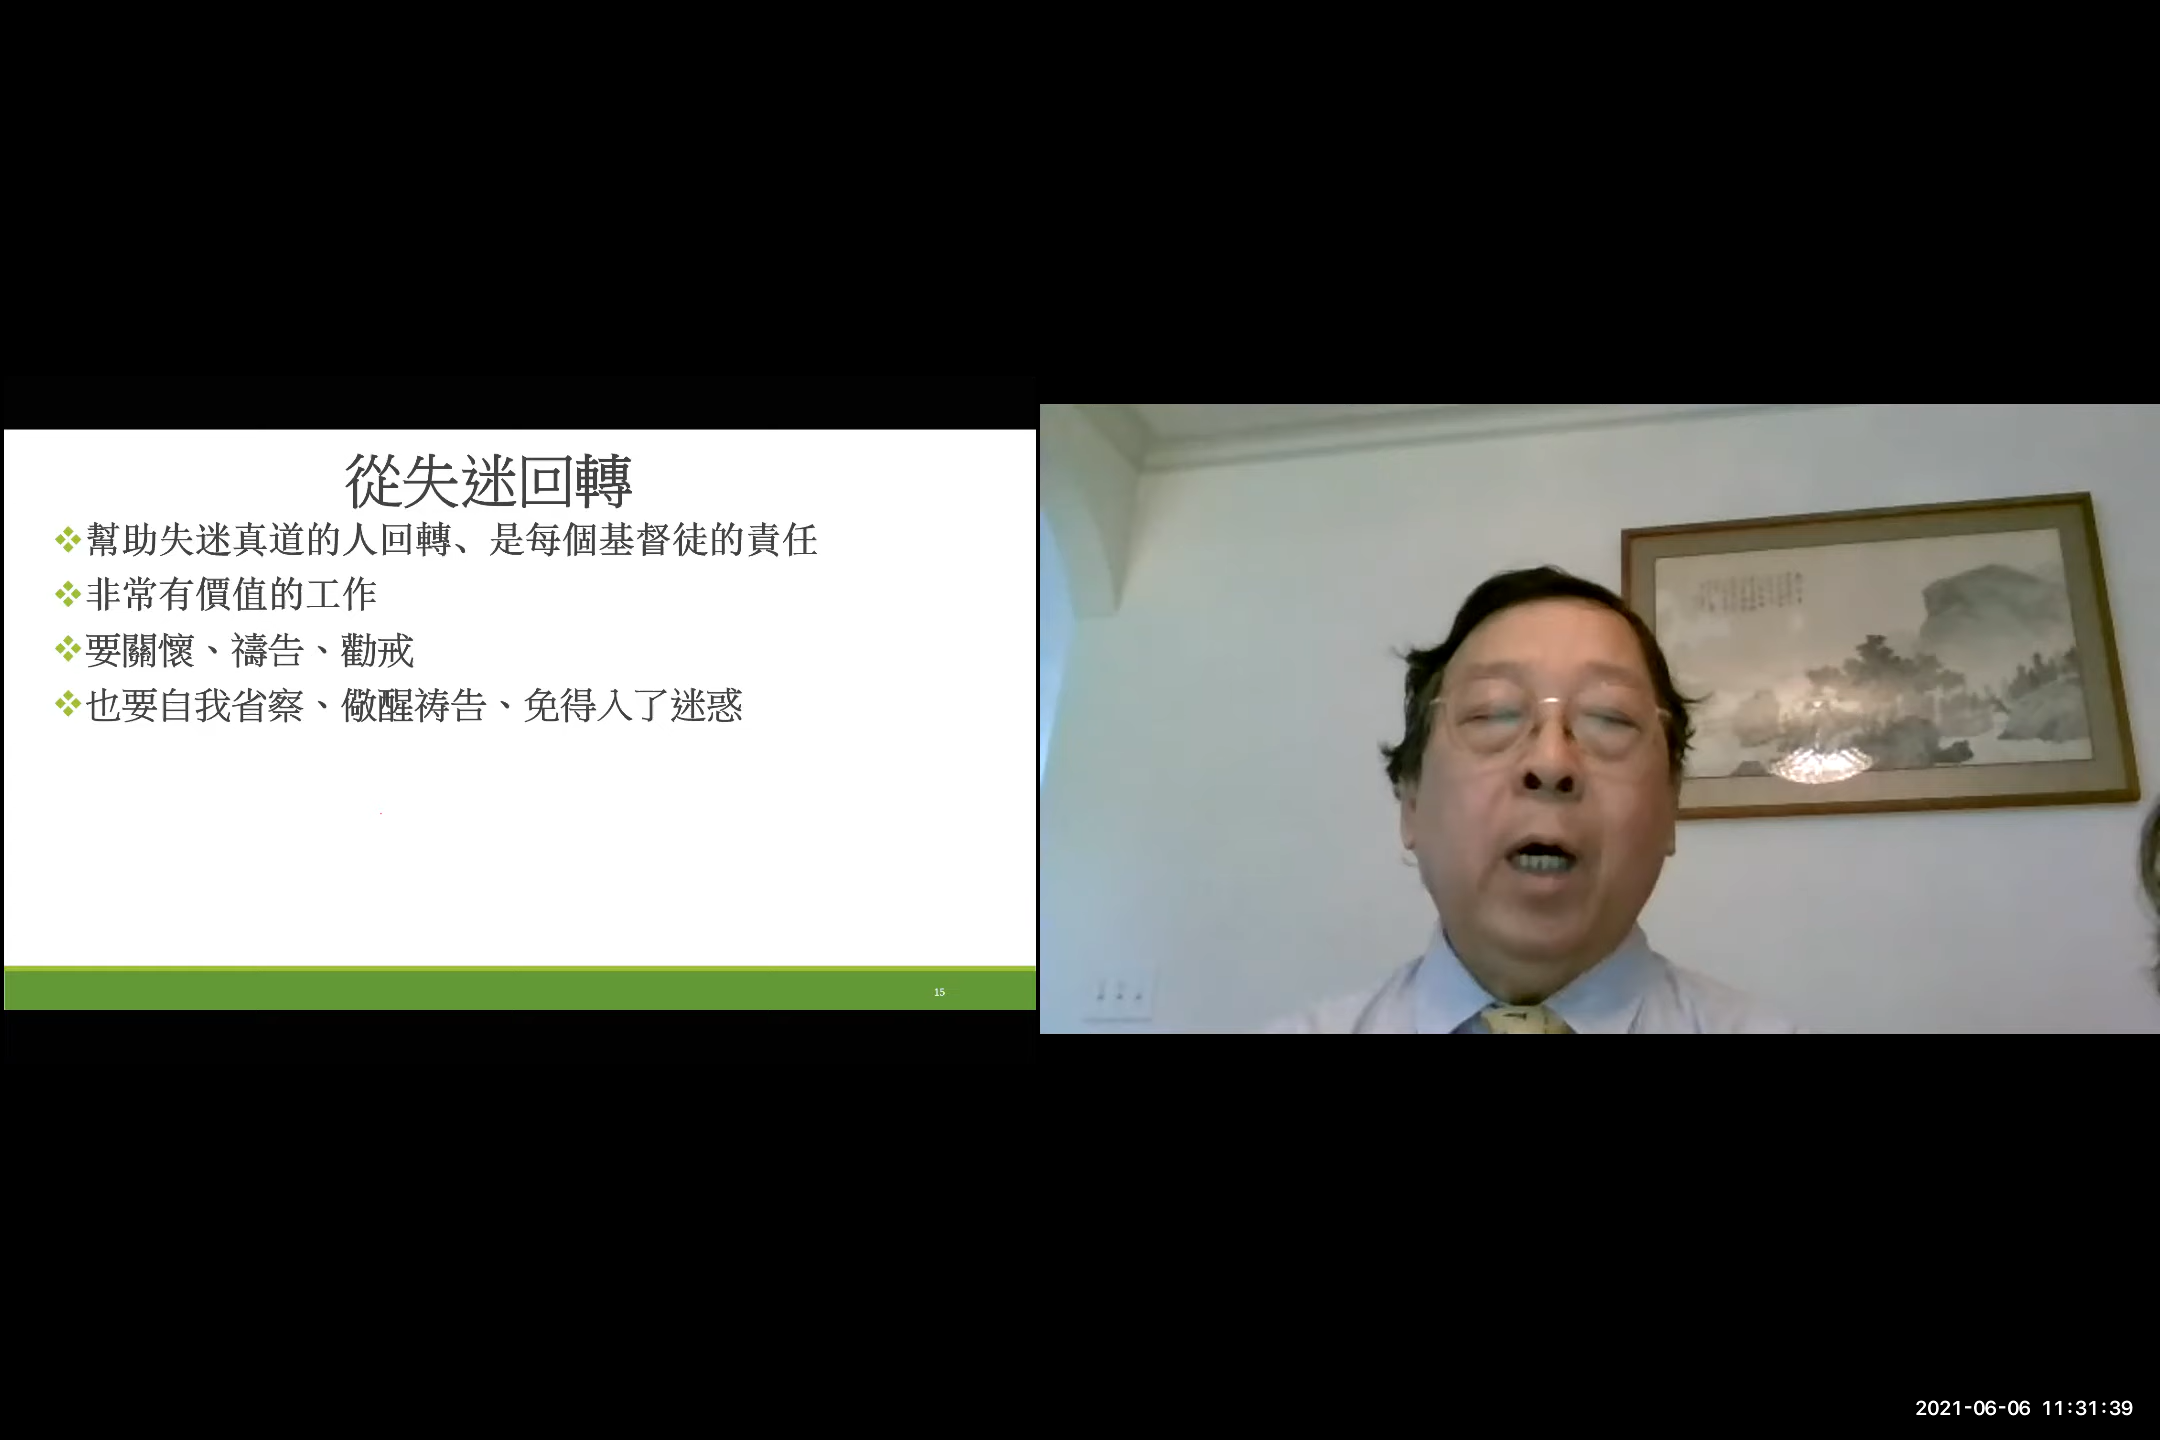 從失迷回轉
幫助失迷真道的人回轉、是每個基督徒的責任
非常有價值的工作
要關懷、禱告、勸戒
也要自我省察、儆醒祷告、免得入了迷惑
15
2021-06-06 11:31:39